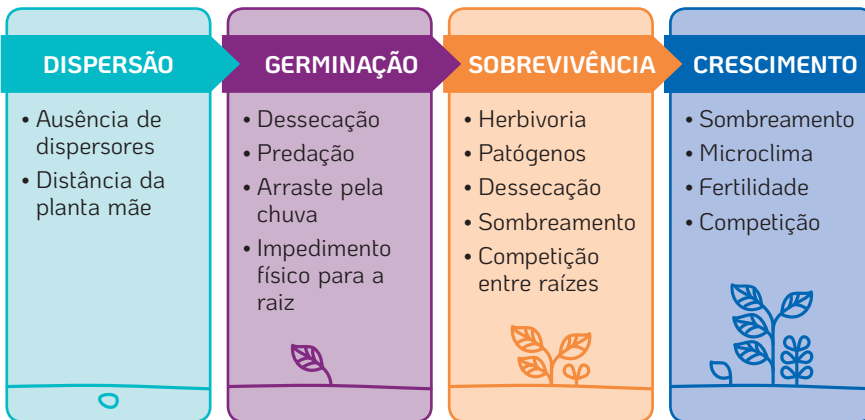 DISPERSÃO
• Ausência de
dispersores
• Distância da
planta mãe
GERMINAÇÃO
• Dessecação
• Predação
• Arraste pela
chuva
• Impedimento
físico para a
raiz
SOBREVIVÊNCIA
• Herbivoria
• Patógenos
• Dessecação
• Sombreamento
• Competição
entre raízes
CRESCIMENTO
• Sombreamento
• Microclima
• Fertilidade
• Competição